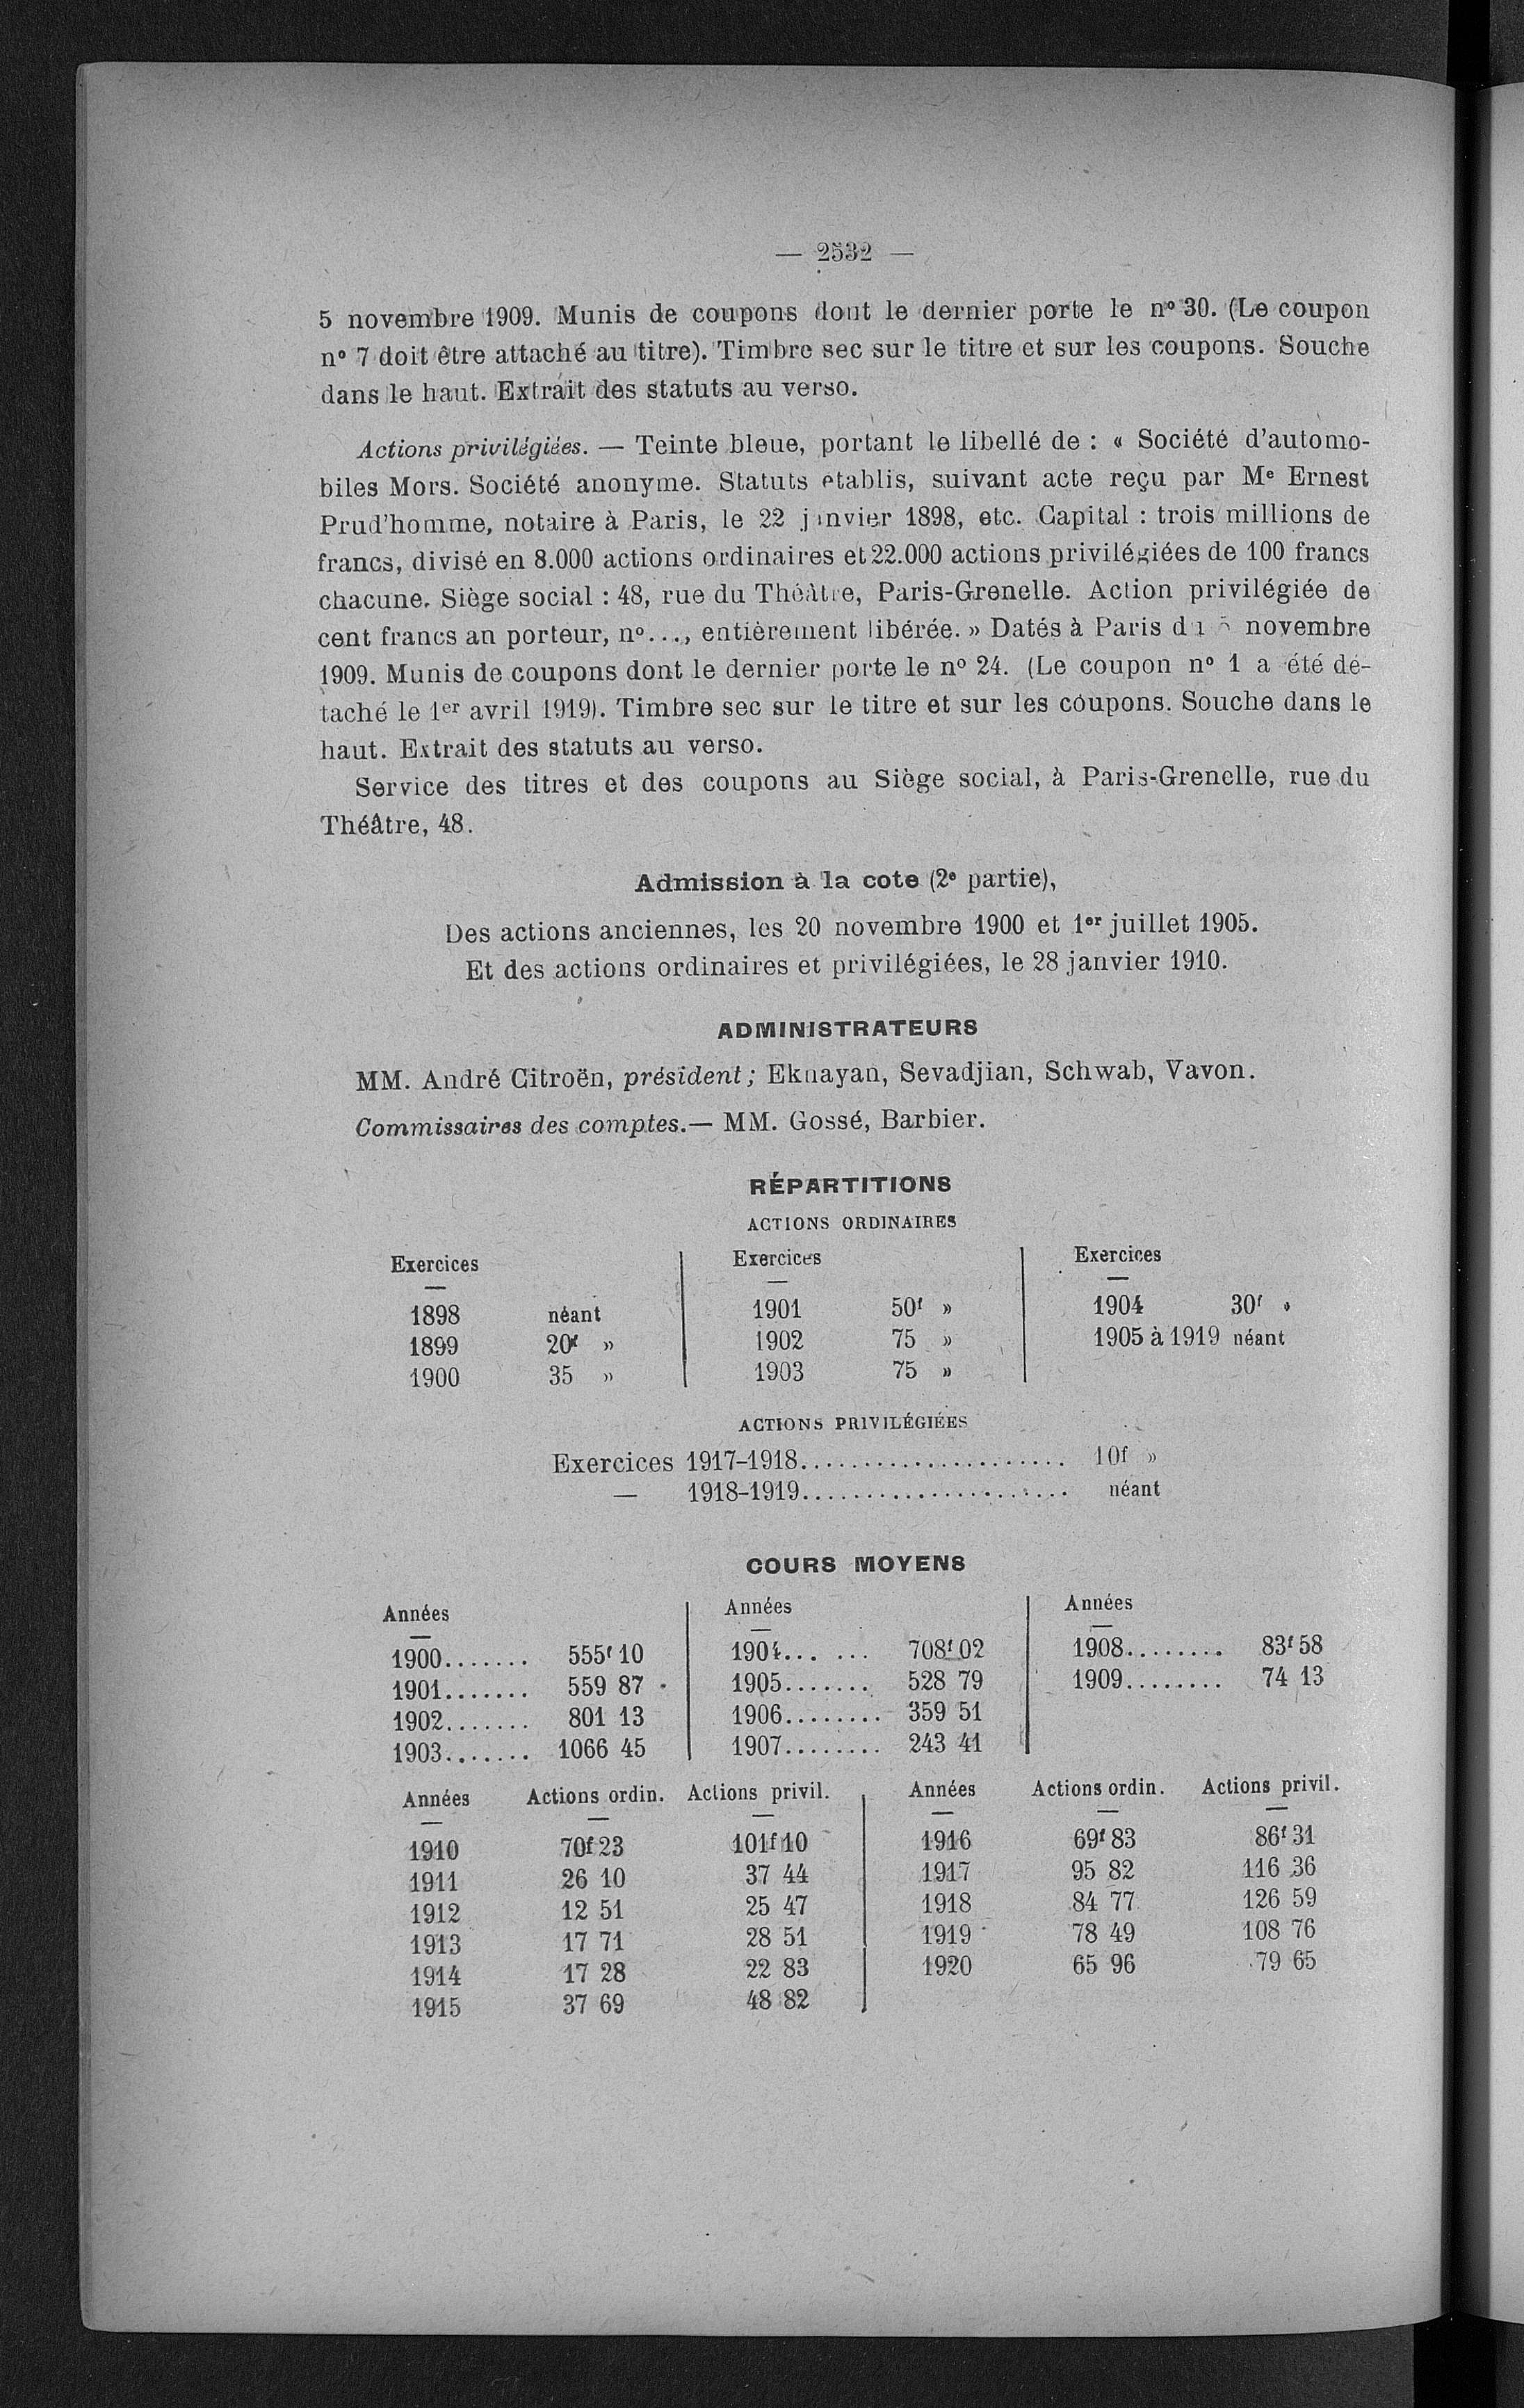 — 2532 —
5 novembre 1909. Munis de coupons dont le dernier porte le n° 30. (Le coupon
n° 7 doit être attaché au titre). Timbre sec sur le titre et sur les coupons. Souche
dans le haut. Extrait des statuts au verso.
Actions privilégiées. — Teinte bleue, portant le libellé de : « Société d'automo-
biles Mors. Société anonyme. Statuts etablis, suivant acte reçu par Me Ernest
Prud'homme, notaire à Paris, le 22 janvier 1898, etc. Capital : trois millions de
francs, divisé en 8.000 actions ordinaires et 22.000 actions privilégiées de 100 francs
chacune. Siège social : 48, rue du Théâtre, Paris-Grenelle. Action privilégiée de
cent francs an porteur, n°..., entièrement libérée. » Datés à Paris du 5 novembre
1909. Munis de coupons dont le dernier porte le n° 24. (Le coupon n° 1 a été dé-
taché le 1er avril 1919). Timbre sec sur le titre et sur les coupons. Souche dans le
haut. Extrait des statuts au verso.
Service des titres et des coupons au Siège social, à Paris-Grenelle, rue du
Théâtre, 48.
Admission à la cote (2e partie),
Des actions anciennes, les 20 novembre 1900 et 1er juillet 1905.
Et des actions ordinaires et privilégiées, le 28 janvier 1910.
ADMINISTRATEURS
MM. André Citroën, président ; Eknayan, Sevadjian, Schwab, Vavon.
Commissaires des comptes.— MM. Gossé, Barbier.
RÉPARTITIONS
ACTIONS ORDINAIRES
Exercices Exercices Exercices
1898 néant 1901 50f » 1904 30f »
1899 20f » 1902 75 » 1905 à 1919 néant
1900 35 » 1903 75 »
ACTIONS PRIVILÉGIÉES
Exercices 1917-1918..................... 10f »
— 1918-1919..................... néant
COURS MOYENS
Années Années Années
1900....... 555f 10 1904... ... 708f 02 1908........ 83f 58
1901....... 559 87 1905....... 528 79 1909........ 74 13
1902....... 801 13 1906........ 359 51
1903....... 1066 45 1907........ 243 41
Années Actions ordin. Actions privil. Années Actions ordin. Actions privil.
1910 70f 23 101f 10 1916 69f 83 86f 31
1911 26 10 37 44 1917 95 82 116 36
1912 12 51 25 47 1918 84 77 126 59
1913 17 71 28 51 1919 78 49 108 76
1914 17 28 22 83 1920 65 96 79 65
1915 37 69 48 82